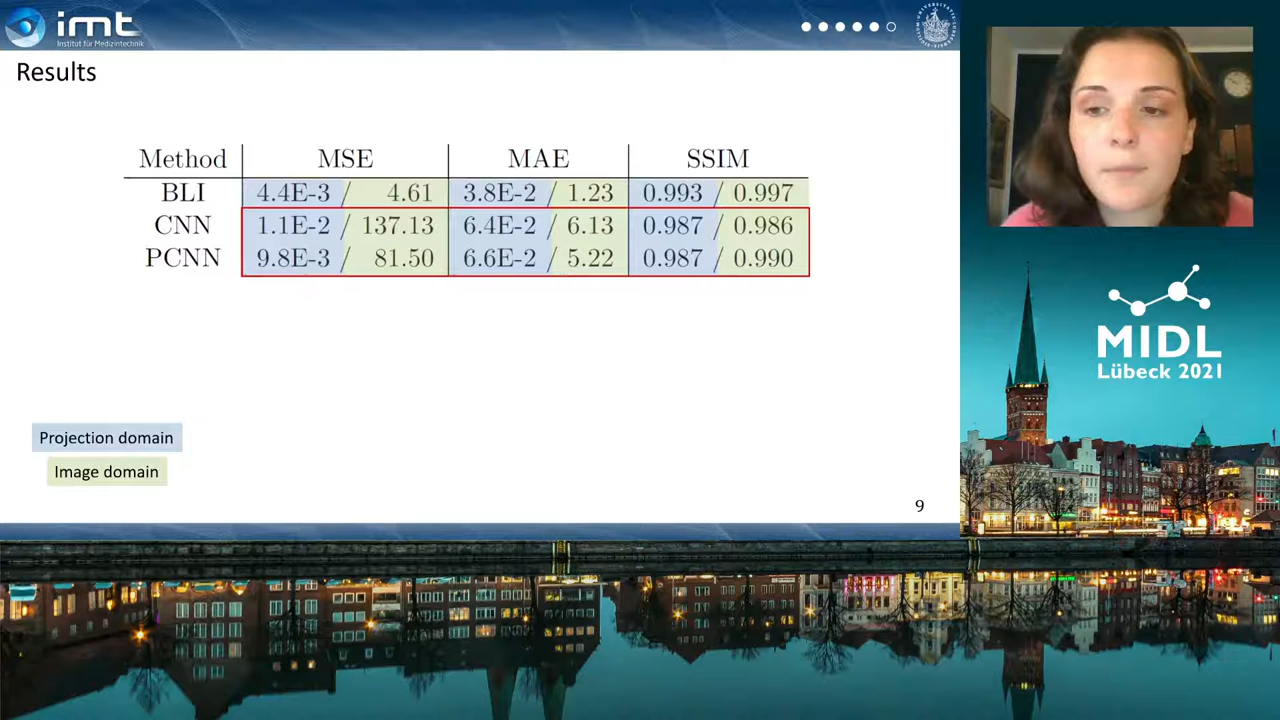 imt
Institut für Medizintechnik
Results
Method MSE MAE SSIM
BLI 4.4E-3 / 4.61 3.8E-2 / 1.23 0.993 / 0.997
CNN 1.1E-2 / 137.13 6.4E-2 / 6.13 0.987 / 0.986
PCNN 9.8E-3 / 81.50 6.6E-2 / 5.22 0.987 / 0.990
Projection domain
Image domain
9
MIDL
Lübeck 2021